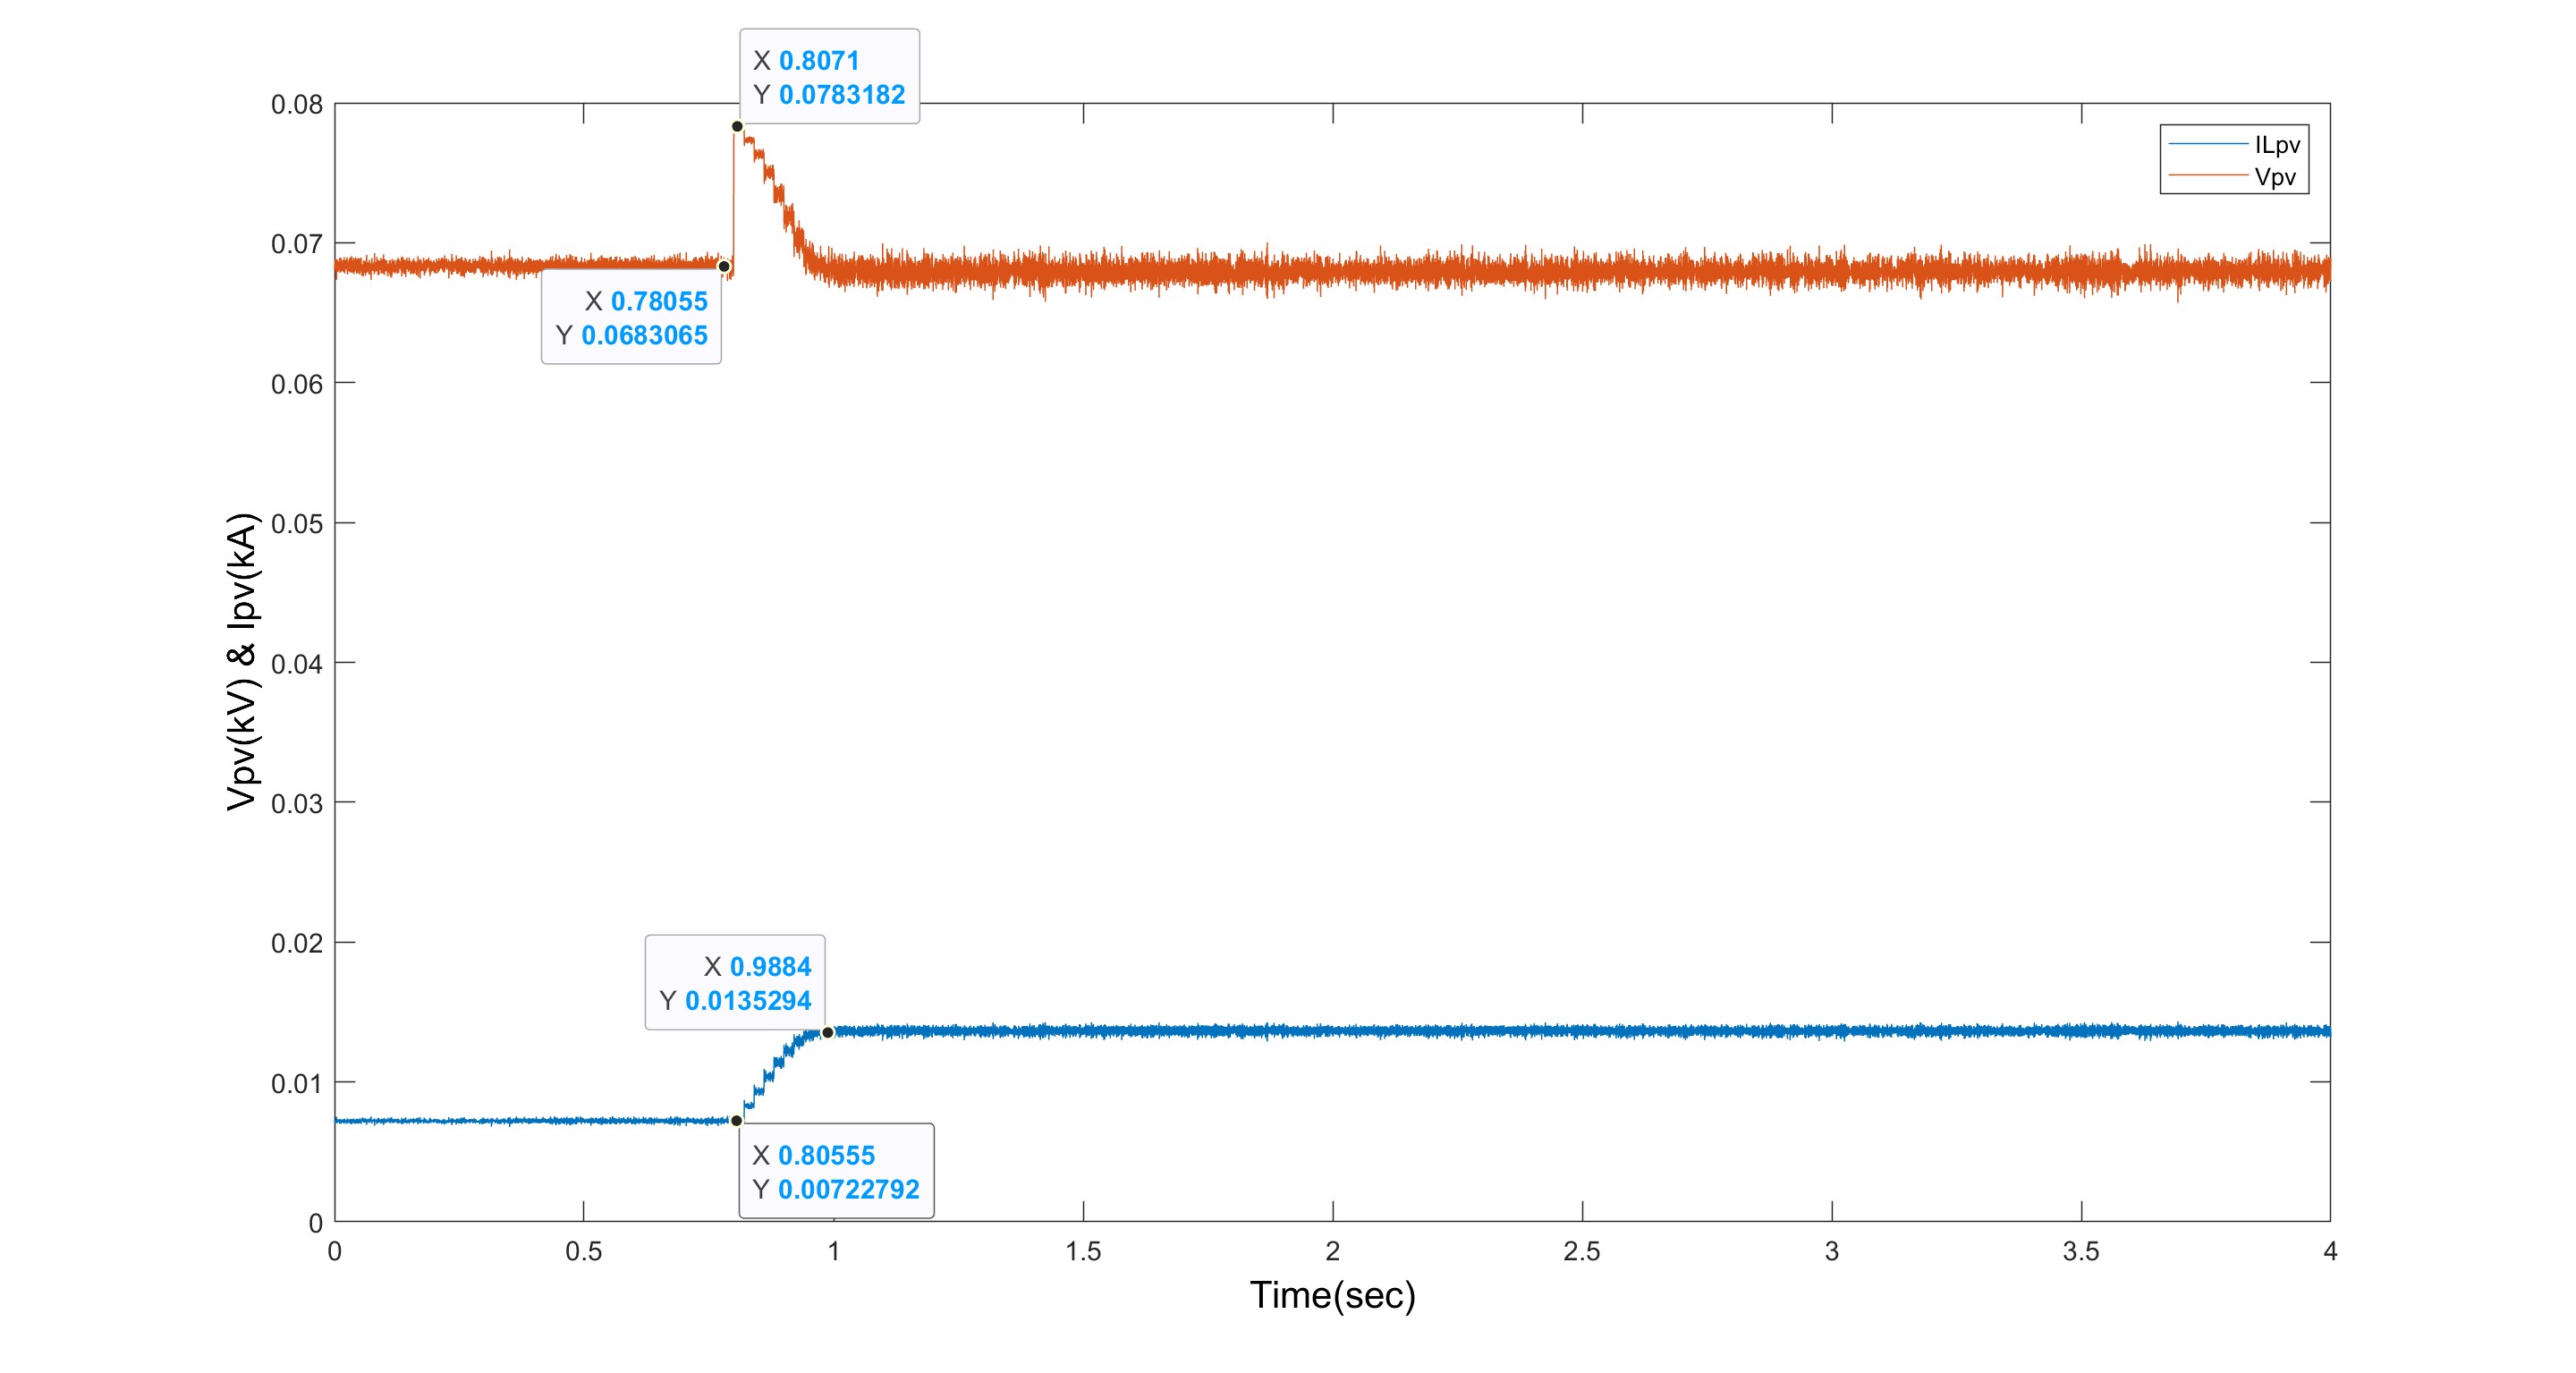 X 0.8071
Y 0.0783182
0.08
ILpv
Vpv
0.07
X 0.78055
Y 0.0683065
0.06
0.05
Vpv(kV) & Ipv(kA)
0.04
0.03
0.02
X 0.9884
Y 0.0135294
0.01
X 0.80555
Y 0.00722792
0
0 0.5 1 1.5 2 2.5 3 3.5 4
Time(sec)